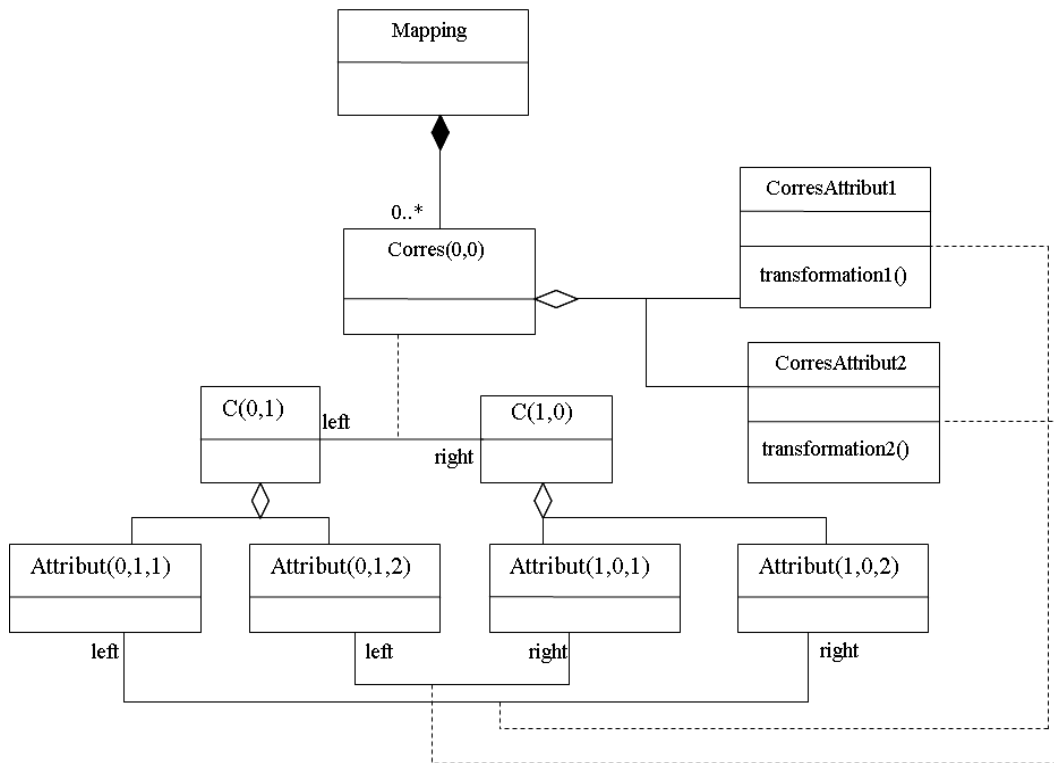 Mapping
0..*
Corres(0,0)
CorresAttribut1
transformation1()
CorresAttribut2
transformation2()
C(0,1)
left
C(1,0)
right
Attribut(0,1,1)
Attribut(0,1,2)
Attribut(1,0,1)
Attribut(1,0,2)
left
left
right
right